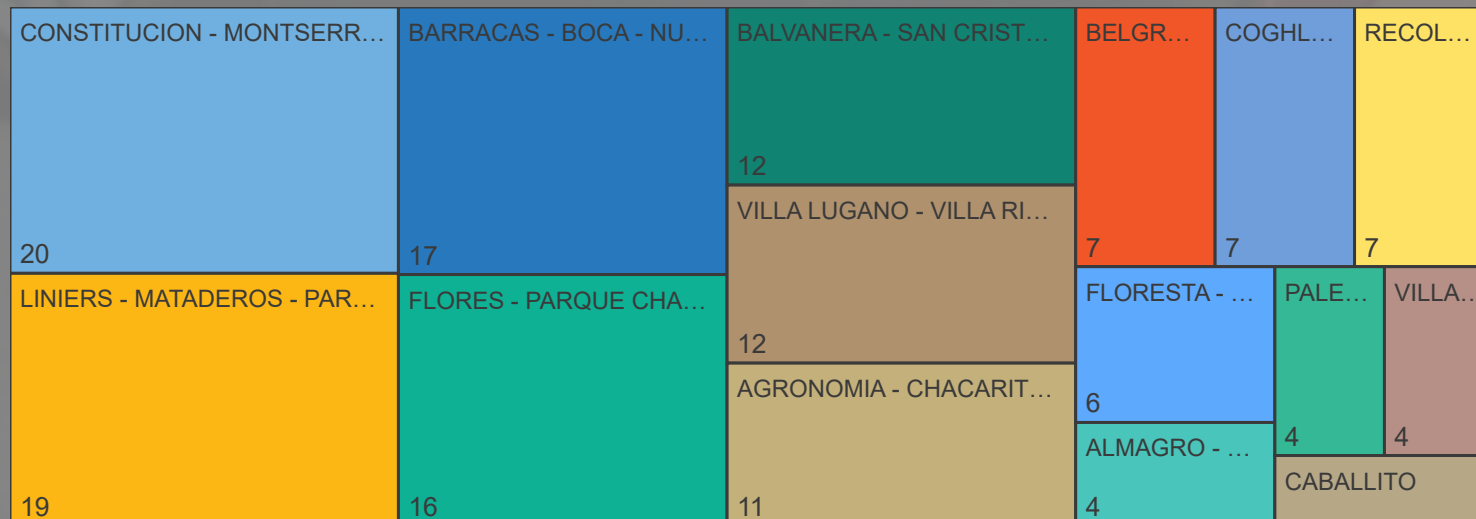 CONSTITUCION - MONTSERR...
20
LINIERS - MATADEROS - PAR...
19
BARRACAS - BOCA - NU...
17
FLORES - PARQUE CHA...
16
BALVANERA - SAN CRIST...
12
VILLA LUGANO - VILLA RI...
12
AGRONOMIA - CHACARIT...
11
BELGR...
7
COGHL...
7
RECOL...
7
FLORESTA - ...
6
ALMAGRO - ...
4
PALE...
4
VILLA...
4
CABALLITO